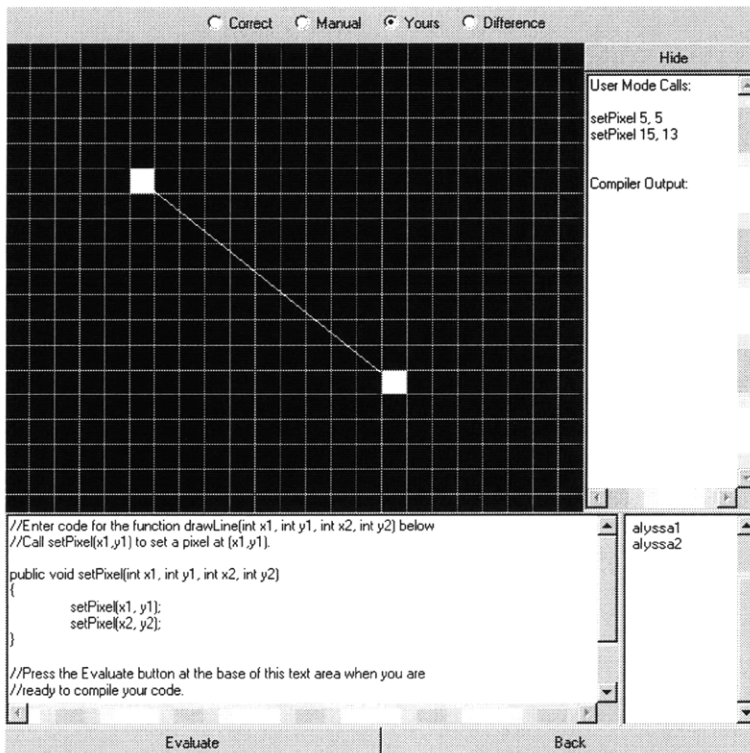 Correct Manual Yours Difference
Hide
User Mode Calls:
setPixel 5, 5
setPixel 15, 13
Compiler Output:
//Enter code for the function drawLine(int x1, int y1, int x2, int y2) below
//Call setPixel(x1,y1) to set a pixel at (x1,y1).
public void setPixel(int x1, int y1, int x2, int y2)
{
setPixel(x1, y1);
setPixel(x2, y2);
}
//Press the Evaluate button at the base of this text area when you are
//ready to compile your code.
alyssa1
alyssa2
Evaluate Back